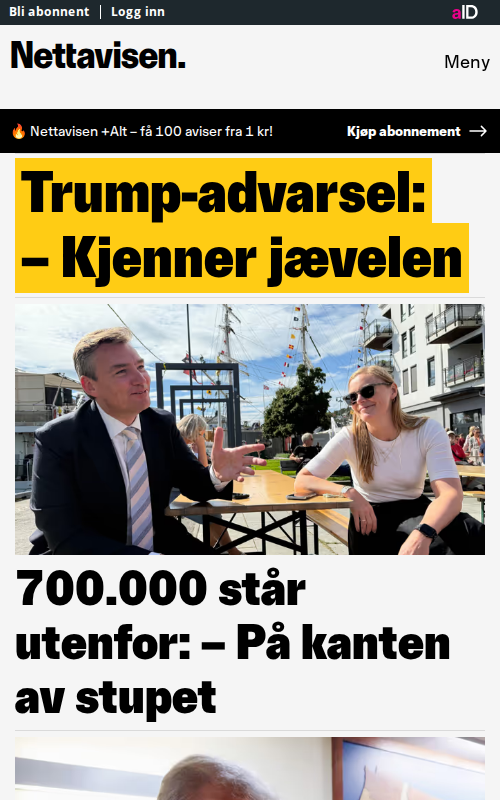 Bli abonnent | Logg inn
aID
Nettavisen.
Meny
🔥 Nettavisen +Alt – få 100 aviser fra 1 kr!
Kjøp abonnement →
Trump-advarsel:
– Kjenner jævelen
700.000 står
utenfor: – På kanten
av stupet